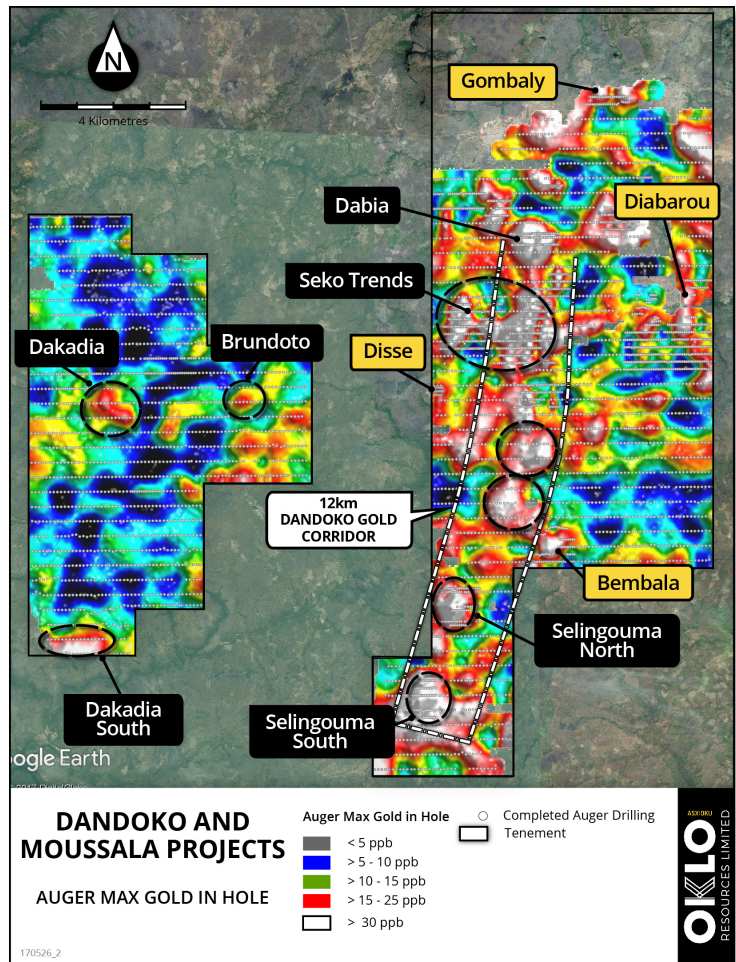 N
4 Kilometres
Gombaly
Diabarou
Dabia
Seko Trends
Dakadia
Brundoto
Disse
12km
DANDOKO GOLD
CORRIDOR
Bembala
Selingouma
North
Dakadia
South
Selingouma
South
ogle Earth
DANDOKO AND
MOUSSALA PROJECTS
AUGER MAX GOLD IN HOLE
170526_2
Auger Max Gold in Hole
< 5 ppb
> 5 - 10 ppb
> 10 - 15 ppb
> 15 - 25 ppb
> 30 ppb
Completed Auger Drilling
Tenement
ASX:OKU
OKLO
RESOURCES LIMITED